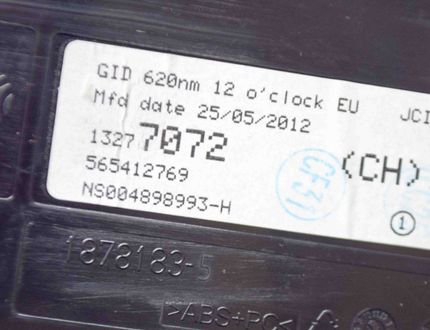 GID 620nm 12 o'clock EU JCI
Mfd date 25/05/2012
1327 7072 (CH)
565412769
NS004898993-H
CF31
1
1878183-5
>ABS+PC<